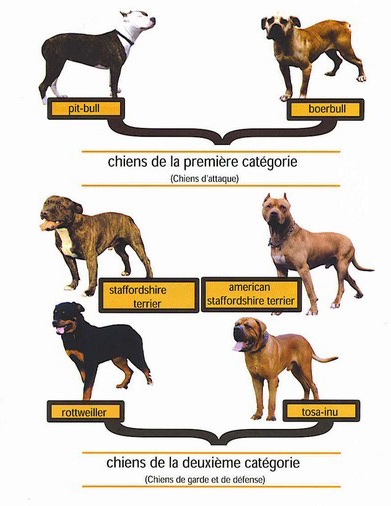 pit-bull
boerbull
chiens de la première catégorie
(Chiens d'attaque)
staffordshire
terrier
american
staffordshire terrier
rottweiller
tosa-inu
chiens de la deuxième catégorie
(Chiens de garde et de défense)